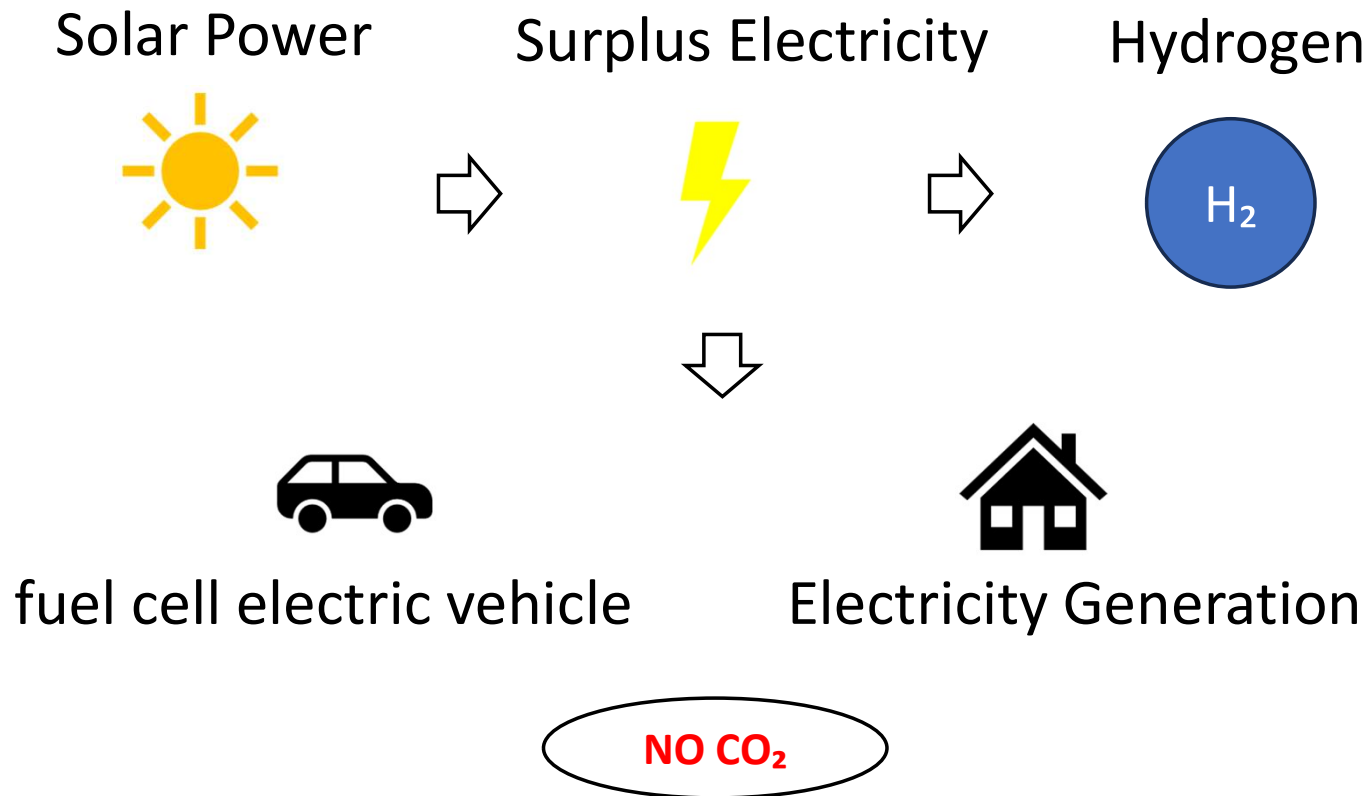 Solar Power
Surplus Electricity
Hydrogen
H₂
fuel cell electric vehicle
Electricity Generation
NO CO₂